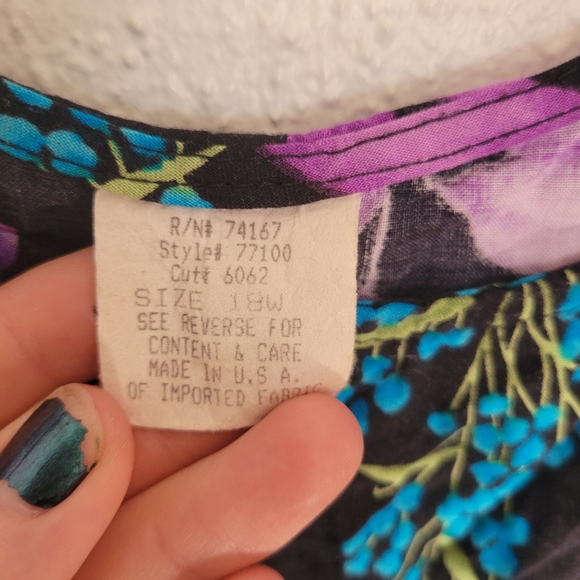 R/N# 74167
Style# 77100
Cut# 6062
SIZE 18W
SEE REVERSE FOR
CONTENT & CARE
MADE IN U.S A.
OF IMPORTED FABRIC